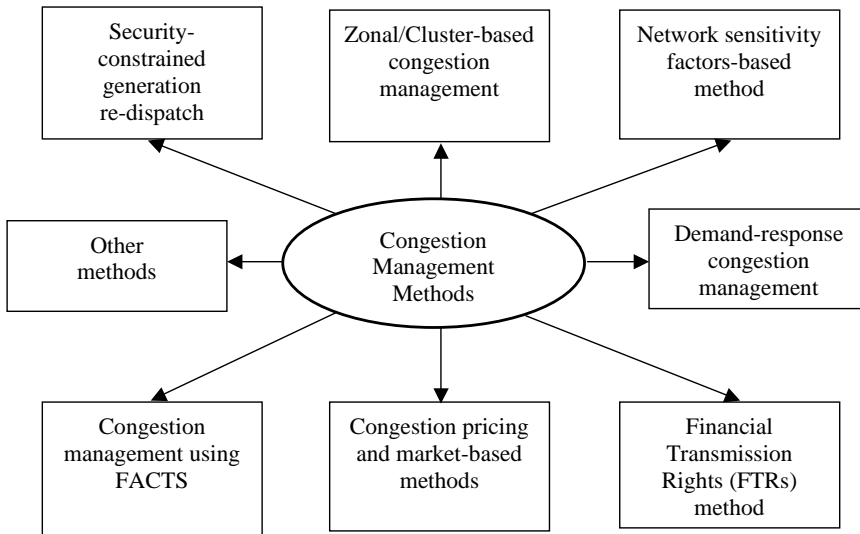 Security-
constrained
generation
re-dispatch
Zonal/Cluster-based
congestion
management
Network sensitivity
factors-based
method
Other
methods
Congestion
Management
Methods
Demand-response
congestion
management
Congestion
management using
FACTS
Congestion pricing
and market-based
methods
Financial
Transmission
Rights (FTRs)
method